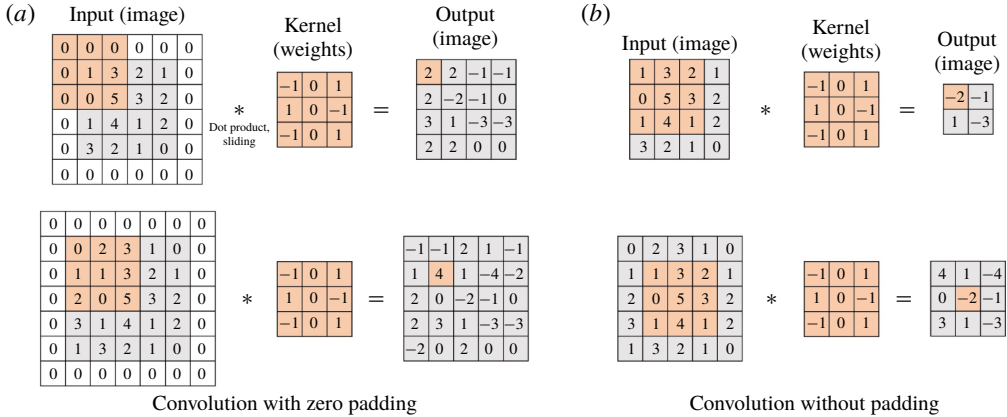 (a)
Input (image)
0 0 0 0 0 0
0 1 3 2 1 0
0 0 5 3 2 0
0 1 4 1 2 0
0 3 2 1 0 0
0 0 0 0 0 0
*
Dot product,
sliding
Kernel
(weights)
−1 0 1
1 0 −1
−1 0 1
=
Output
(image)
2 2 −1 −1
2 −2 −1 0
3 1 −3 −3
2 2 0 0
0 0 0 0 0 0 0
0 0 2 3 1 0 0
0 1 1 3 2 1 0
0 2 0 5 3 2 0
0 3 1 4 1 2 0
0 1 3 2 1 0 0
0 0 0 0 0 0 0
*
−1 0 1
1 0 −1
−1 0 1
=
−1 −1 2 1 −1
1 4 1 −4 −2
2 0 −2 −1 0
2 3 1 −3 −3
−2 0 2 0 0
Convolution with zero padding
(b)
Input (image)
1 3 2 1
0 5 3 2
1 4 1 2
3 2 1 0
*
Kernel
(weights)
−1 0 1
1 0 −1
−1 0 1
=
Output
(image)
−2 −1
1 −3
0 2 3 1 0
1 1 3 2 1
2 0 5 3 2
3 1 4 1 2
1 3 2 1 0
*
−1 0 1
1 0 −1
−1 0 1
=
4 1 −4
0 −2 −1
3 1 −3
Convolution without padding